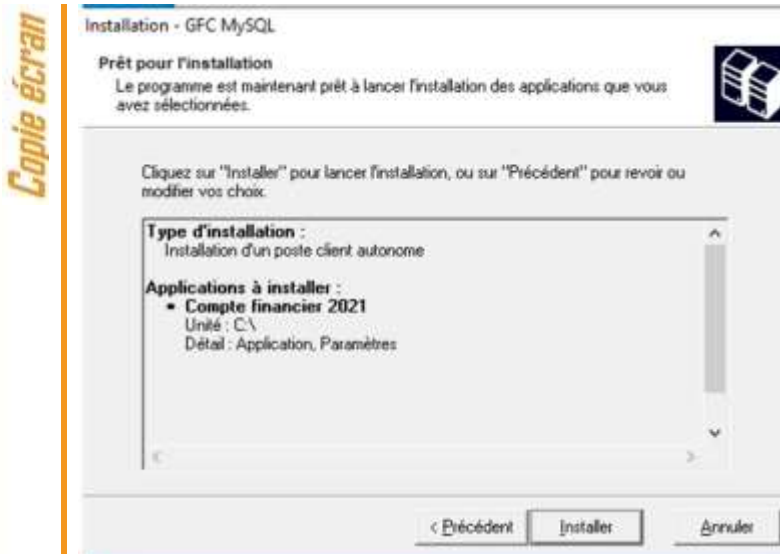 Copie écran
Installation - GFC MySQL
Prêt pour l'installation
Le programme est maintenant prêt à lancer l'installation des applications que vous
avez sélectionnées.
Cliquez sur "Installer" pour lancer l'installation, ou sur "Précédent" pour revoir ou
modifier vos choix.
Type d'installation :
Installation d'un poste client autonome
Applications à installer :
• Compte financier 2021
Unité : C:\
Détail : Application, Paramètres
< Précédent Installer Annuler